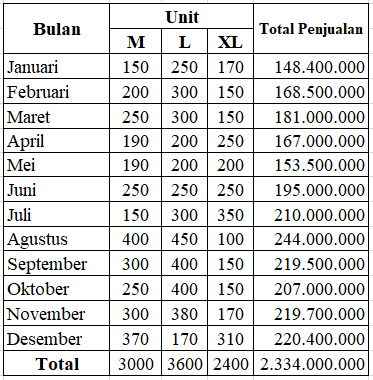 Bulan Unit Total Penjualan
M L XL
Januari 150 250 170 148.400.000
Februari 200 300 150 168.500.000
Maret 250 300 150 181.000.000
April 190 200 250 167.000.000
Mei 190 200 200 153.500.000
Juni 250 250 250 195.000.000
Juli 150 300 350 210.000.000
Agustus 400 450 100 244.000.000
September 300 400 150 219.500.000
Oktober 250 400 150 207.000.000
November 300 380 170 219.700.000
Desember 370 170 310 220.400.000
Total 3000 3600 2400 2.334.000.000